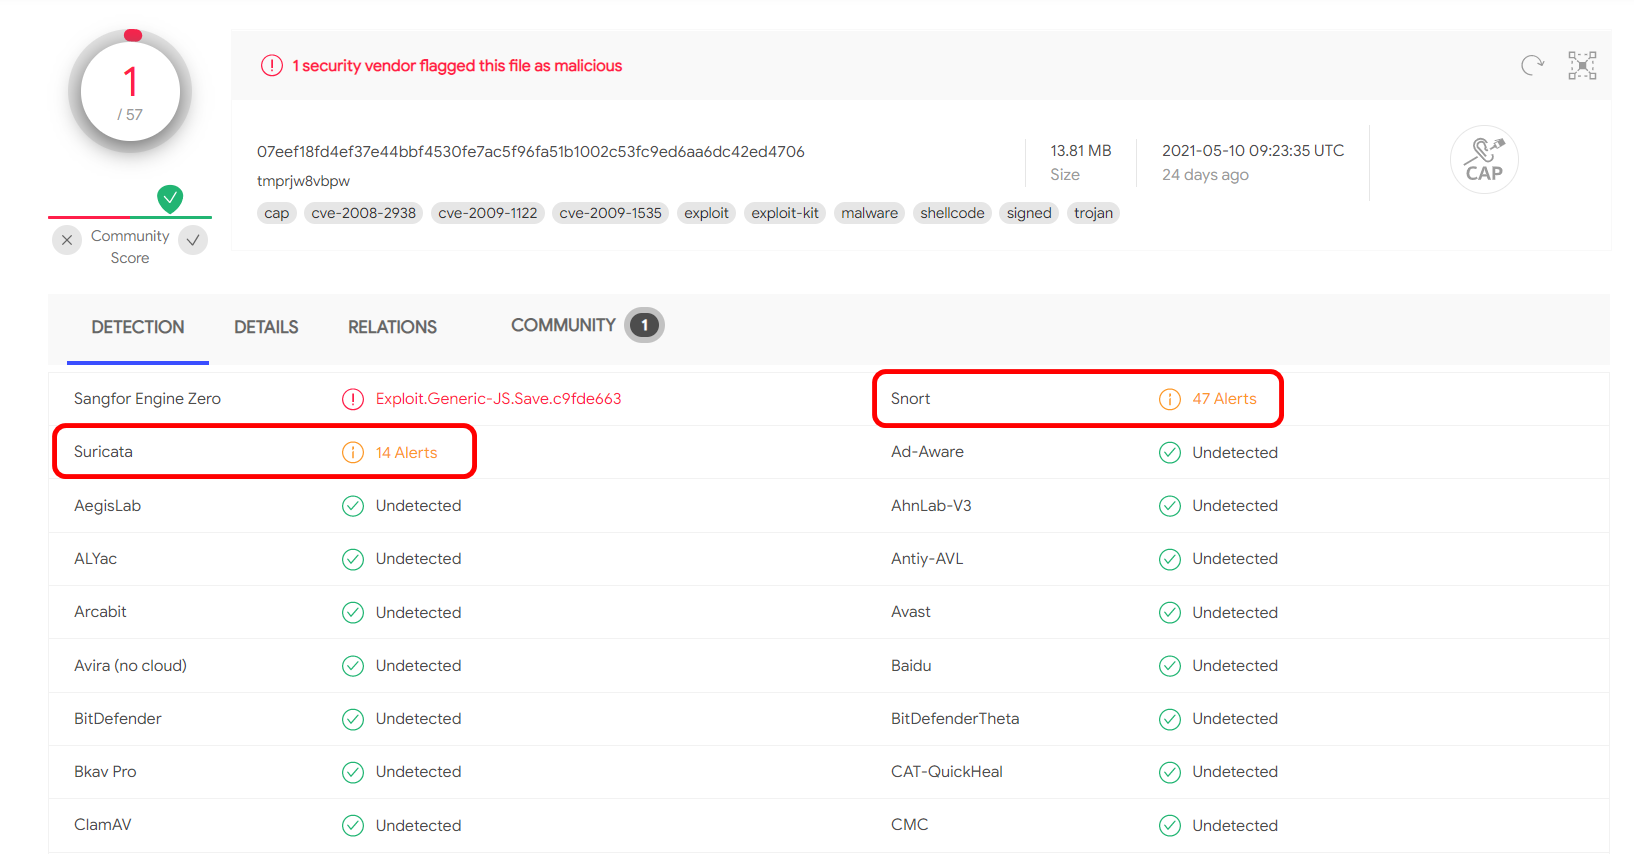 1
/ 57
Community
Score
1 security vendor flagged this file as malicious
07eef18fd4ef37e44bbf4530fe7ac5f96fa51b1002c53fc9ed6aa6dc42ed4706
tmprjw8vbpw
cap cve-2008-2938 cve-2009-1122 cve-2009-1535 exploit exploit-kit malware shellcode signed trojan
13.81 MB
Size
2021-05-10 09:23:35 UTC
24 days ago
CAP
DETECTION DETAILS RELATIONS COMMUNITY 1
Sangfor Engine Zero Exploit.Generic-JS.Save.c9fde663 Snort 47 Alerts
Suricata 14 Alerts Ad-Aware Undetected
AegisLab Undetected AhnLab-V3 Undetected
ALYac Undetected Antiy-AVL Undetected
Arcabit Undetected Avast Undetected
Avira (no cloud) Undetected Baidu Undetected
BitDefender Undetected BitDefenderTheta Undetected
Bkav Pro Undetected CAT-QuickHeal Undetected
ClamAV Undetected CMC Undetected